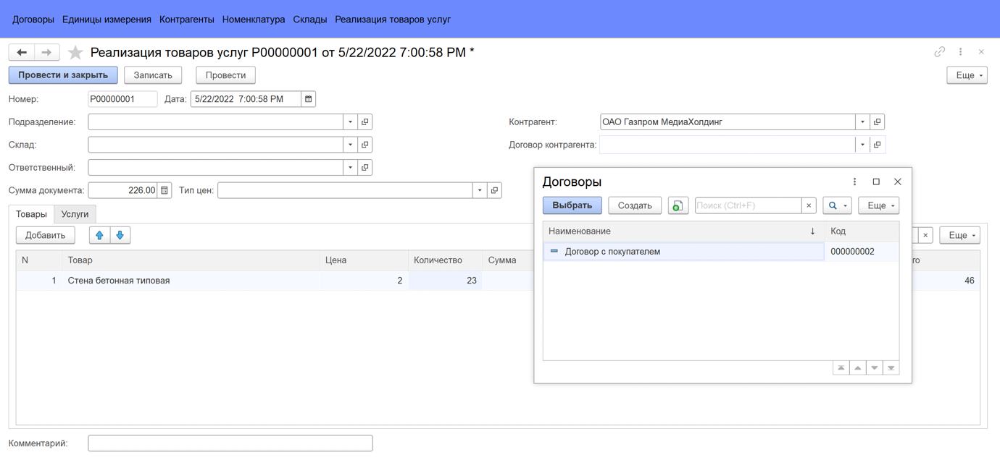 Договоры Единицы измерения Контрагенты Номенклатура Склады Реализация товаров услуг
Реализация товаров услуг Р00000001 от 5/22/2022 7:00:58 PM *
Провести и закрыть Записать Провести Еще
Номер: Р00000001 Дата: 5/22/2022 7:00:58 PM
Подразделение: Контрагент: ОАО Газпром МедиаХолдинг
Склад: Договор контрагента:
Ответственный:
Сумма документа: 226.00 Тип цен:
Товары Услуги
Добавить Еще
N Товар Цена Количество Сумма го
1 Стена бетонная типовая 2 23 46
Договоры
Выбрать Создать Поиск (Ctrl+F) Еще
Наименование ↓ Код
Договор с покупателем 000000002
Комментарий: